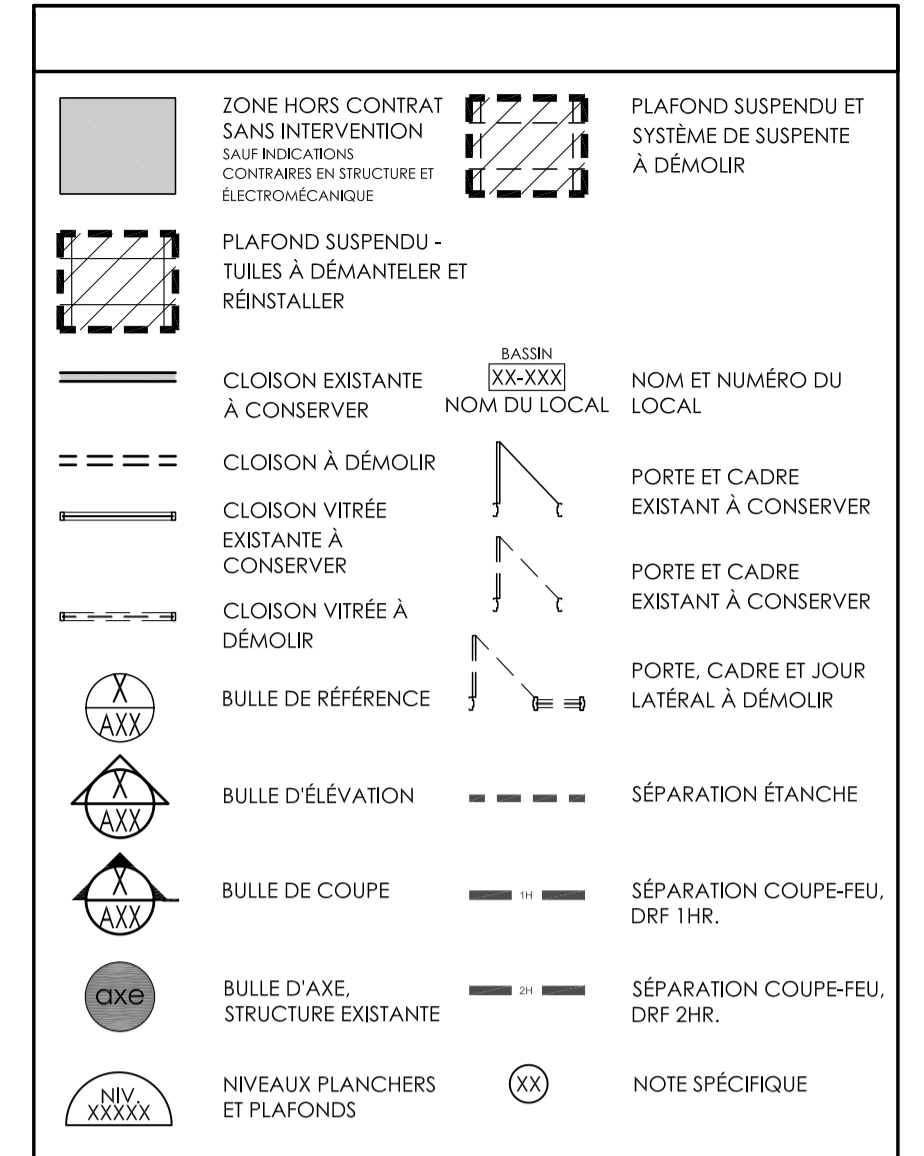 ZONE HORS CONTRAT
SANS INTERVENTION
SAUF INDICATIONS
CONTRAIRES EN STRUCTURE ET
ÉLECTROMÉCANIQUE
PLAFOND SUSPENDU ET
SYSTÈME DE SUSPENTE
À DÉMOLIR
PLAFOND SUSPENDU -
TUILES À DÉMANTELER ET
RÉINSTALLER
CLOISON EXISTANTE
À CONSERVER
BASSIN
XX-XXX
NOM DU LOCAL
NOM ET NUMÉRO DU
LOCAL
CLOISON À DÉMOLIR
PORTE ET CADRE
EXISTANT À CONSERVER
CLOISON VITRÉE
EXISTANTE À
CONSERVER
PORTE ET CADRE
EXISTANT À CONSERVER
CLOISON VITRÉE À
DÉMOLIR
PORTE, CADRE ET JOUR
LATÉRAL À DÉMOLIR
X
AXX
BULLE DE RÉFÉRENCE
X
AXX
BULLE D'ÉLÉVATION
SÉPARATION ÉTANCHE
X
AXX
BULLE DE COUPE
1H
SÉPARATION COUPE-FEU,
DRF 1HR.
axe
BULLE D'AXE,
STRUCTURE EXISTANTE
2H
SÉPARATION COUPE-FEU,
DRF 2HR.
NIV.
XXXXX
NIVEAUX PLANCHERS
ET PLAFONDS
XX
NOTE SPÉCIFIQUE